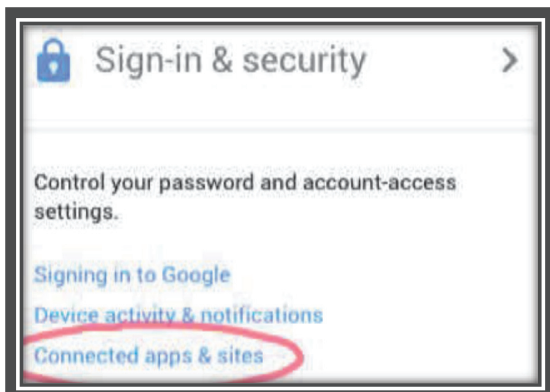 Sign-in & security
Control your password and account-access
settings.
Signing in to Google
Device activity & notifications
Connected apps & sites